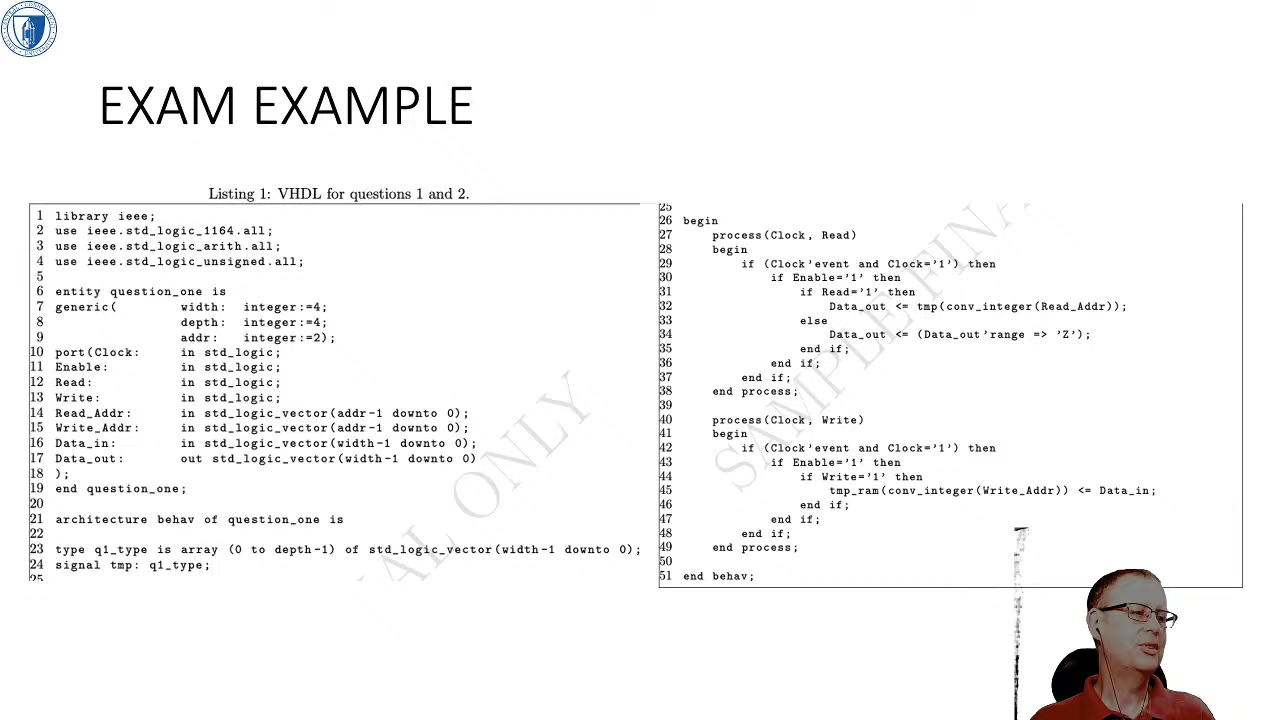 EXAM EXAMPLE
Listing 1: VHDL for questions 1 and 2.
1 library ieee;
2 use ieee.std_logic_1164.all;
3 use ieee.std_logic_arith.all;
4 use ieee.std_logic_unsigned.all;
5
6 entity question_one is
7 generic( width: integer:=4;
8 depth: integer:=4;
9 addr: integer:=2);
10 port(Clock: in std_logic;
11 Enable: in std_logic;
12 Read: in std_logic;
13 Write: in std_logic;
14 Read_Addr: in std_logic_vector(addr-1 downto 0);
15 Write_Addr: in std_logic_vector(addr-1 downto 0);
16 Data_in: in std_logic_vector(width-1 downto 0);
17 Data_out: out std_logic_vector(width-1 downto 0)
18 );
19 end question_one;
20
21 architecture behav of question_one is
22
23 type q1_type is array (0 to depth-1) of std_logic_vector(width-1 downto 0);
24 signal tmp: q1_type;
25
25
26 begin
27 process(Clock, Read)
28 begin
29 if (Clock'event and Clock='1') then
30 if Enable='1' then
31 if Read='1' then
32 Data_out <= tmp(conv_integer(Read_Addr));
33 else
34 Data_out <= (Data_out'range => 'Z');
35 end if;
36 end if;
37 end if;
38 end process;
39
40 process(Clock, Write)
41 begin
42 if (Clock'event and Clock='1') then
43 if Enable='1' then
44 if Write='1' then
45 tmp_ram(conv_integer(Write_Addr)) <= Data_in;
46 end if;
47 end if;
48 end if;
49 end process;
50
51 end behav;
AL ONLY
SAMPLE FINA